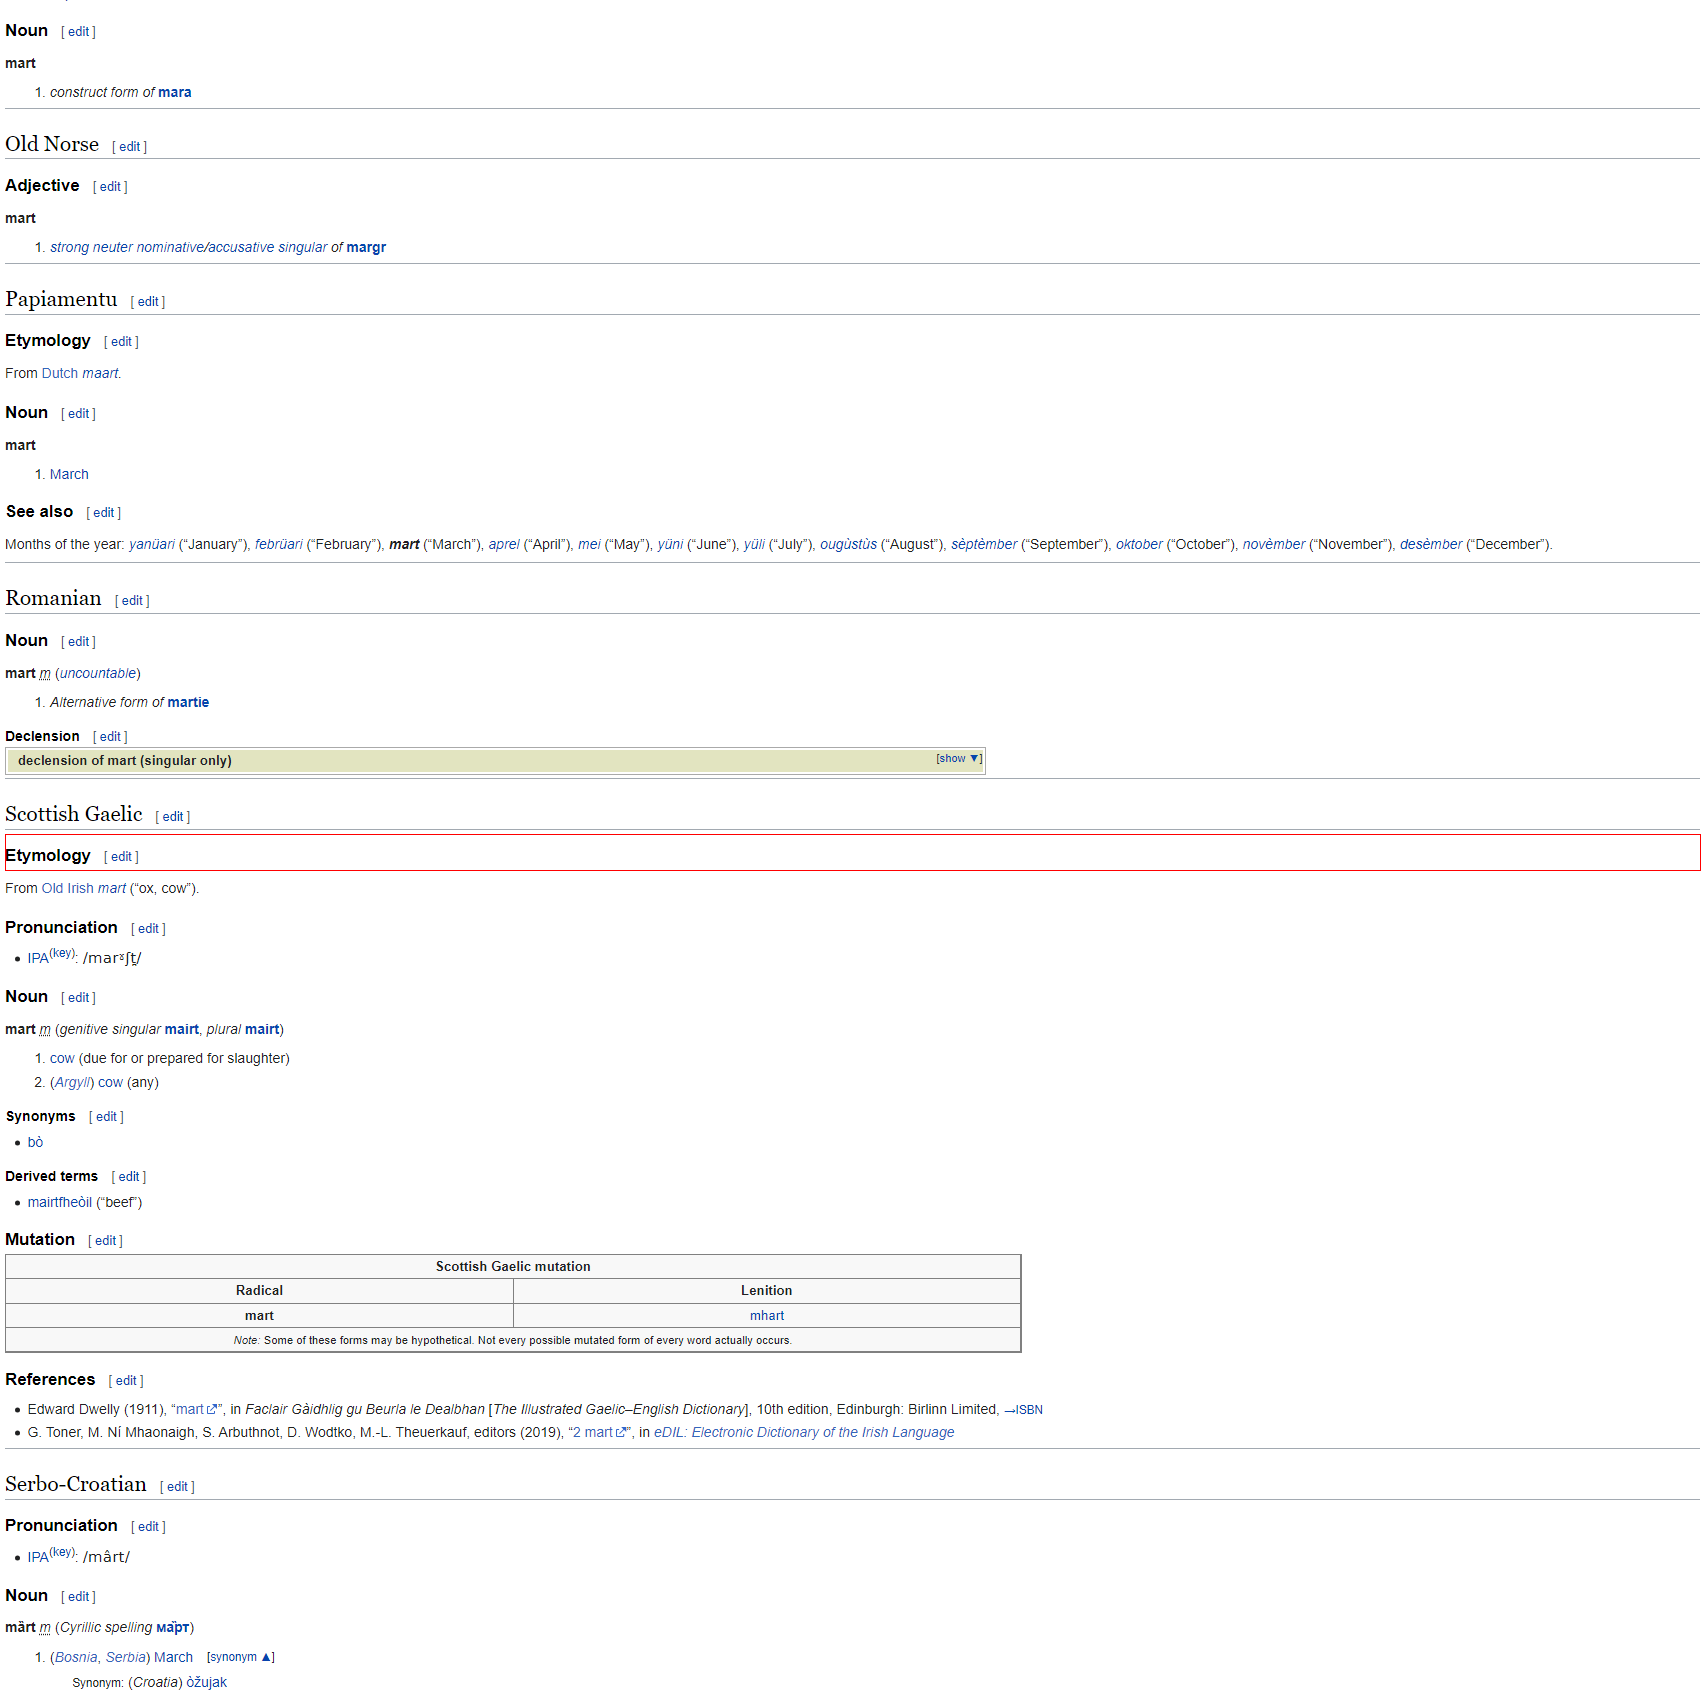 Noun [ edit ]
mart
1. construct form of mara
Old Norse [ edit ]
Adjective [ edit ]
mart
1. strong neuter nominative/accusative singular of margr
Papiamentu [ edit ]
Etymology [ edit ]
From Dutch maart.
Noun [ edit ]
mart
1. March
See also [ edit ]
Months of the year: yanüari (“January”), febrüari (“February”), mart (“March”), aprel (“April”), mei (“May”), yüni (“June”), yüli (“July”), ougùstùs (“August”), sèptèmber (“September”), oktober (“October”), novèmber (“November”), desèmber (“December”).
Romanian [ edit ]
Noun [ edit ]
mart m (uncountable)
1. Alternative form of martie
Declension [ edit ]
declension of mart (singular only) [show ▼]
Scottish Gaelic [ edit ]
Etymology [ edit ]
From Old Irish mart (“ox, cow”).
Pronunciation [ edit ]
• IPA(key): /marˠʃt̪/
Noun [ edit ]
mart m (genitive singular mairt, plural mairt)
1. cow (due for or prepared for slaughter)
2. (Argyll) cow (any)
Synonyms [ edit ]
• bò
Derived terms [ edit ]
• mairtfheòil (“beef”)
Mutation [ edit ]
Scottish Gaelic mutation
Radical Lenition
mart mhart
Note: Some of these forms may be hypothetical. Not every possible mutated form of every word actually occurs.
References [ edit ]
• Edward Dwelly (1911), “mart”, in Faclair Gàidhlig gu Beurla le Dealbhan [The Illustrated Gaelic–English Dictionary], 10th edition, Edinburgh: Birlinn Limited, →ISBN
• G. Toner, M. Ní Mhaonaigh, S. Arbuthnot, D. Wodtko, M.-L. Theuerkauf, editors (2019), “2 mart”, in eDIL: Electronic Dictionary of the Irish Language
Serbo-Croatian [ edit ]
Pronunciation [ edit ]
• IPA(key): /mârt/
Noun [ edit ]
mȁrt m (Cyrillic spelling ма̏рт)
1. (Bosnia, Serbia) March [synonym ▲]
Synonym: (Croatia) òžujak